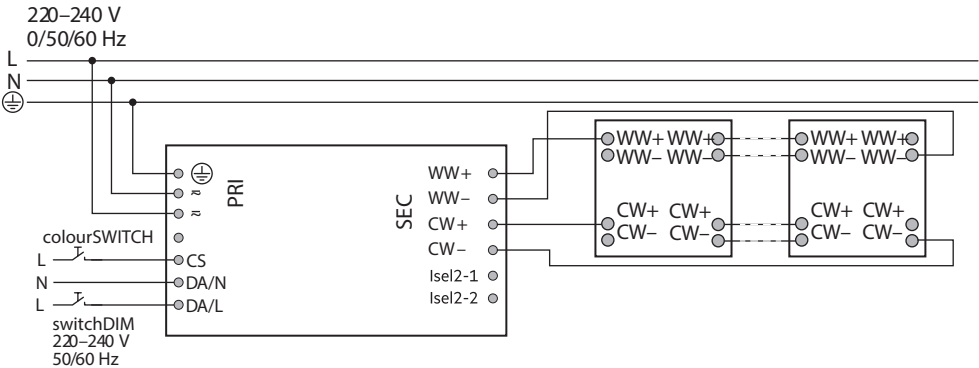 220–240 V
0/50/60 Hz
L
N
WW+ WW+
WW– WW–
CW+ CW+
CW– CW–
WW+ WW+
WW– WW–
CW+ CW+
CW– CW–
PRI
≂
≂
colourSWITCH
L
CS
N
DA/N
L
DA/L
switchDIM
220–240 V
50/60 Hz
SEC
WW+
WW–
CW+
CW–
Isel2-1
Isel2-2